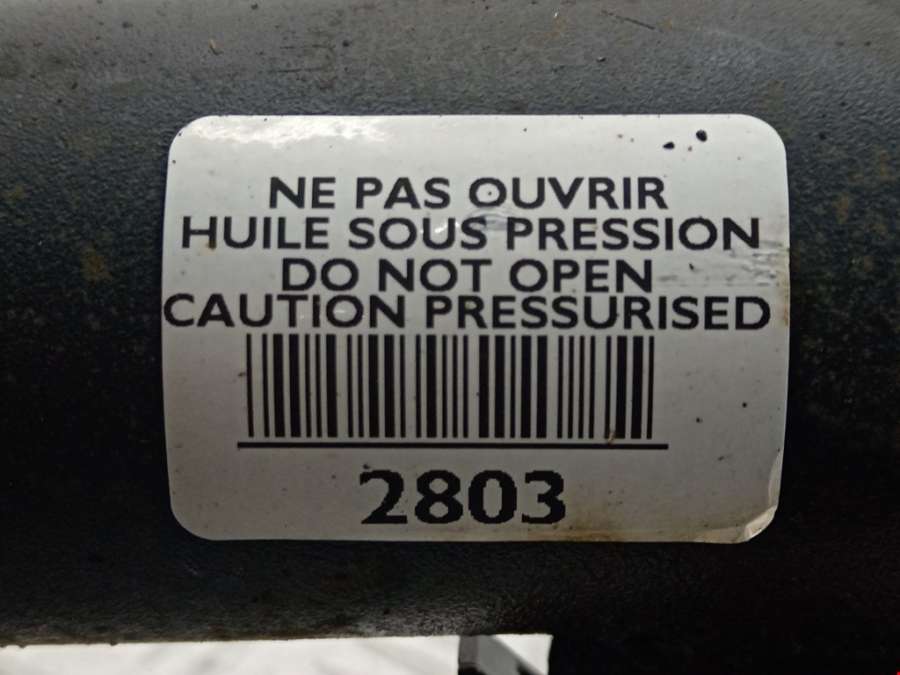 NE PAS OUVRIR
HUILE SOUS PRESSION
DO NOT OPEN
CAUTION PRESSURISED
2803